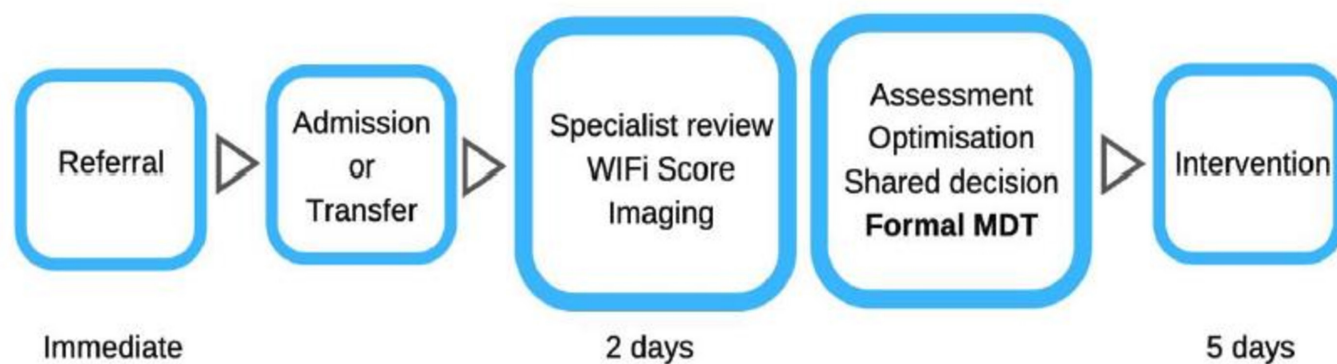 Referral
Admission
or
Transfer
Specialist review
WIFi Score
Imaging
Assessment
Optimisation
Shared decision
Formal MDT
Intervention
Immediate
2 days
5 days